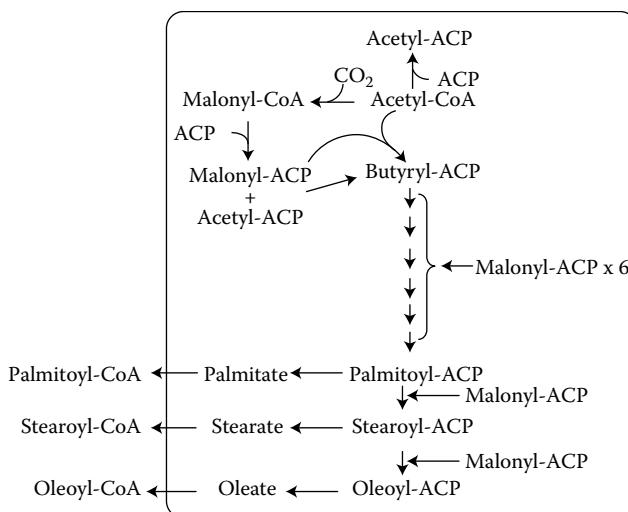 Acetyl-ACP
CO2 ACP
Malonyl-CoA Acetyl-CoA
ACP
Malonyl-ACP Butyryl-ACP
+
Acetyl-ACP
Malonyl-ACP x 6
Palmitoyl-CoA Palmitate Palmitoyl-ACP
Malonyl-ACP
Stearoyl-CoA Stearate Stearoyl-ACP
Malonyl-ACP
Oleoyl-CoA Oleate Oleoyl-ACP